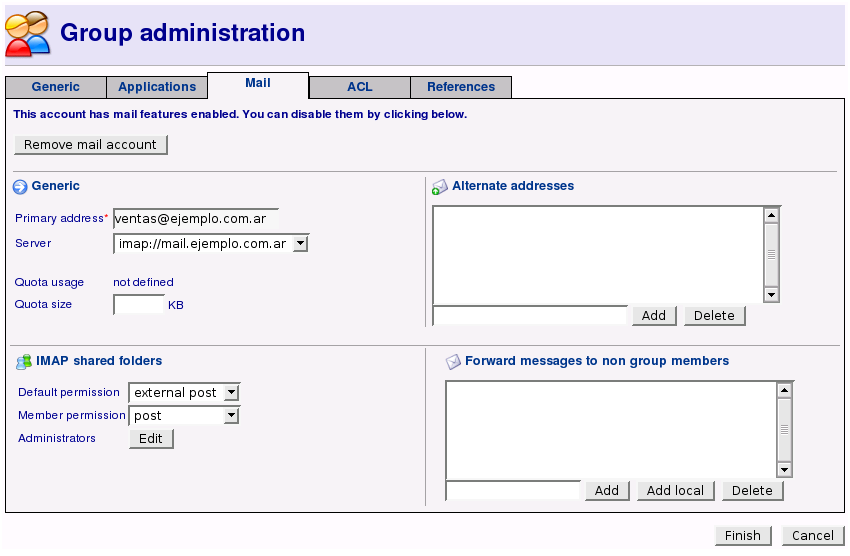 Group administration
Generic
Applications
Mail
ACL
References
This account has mail features enabled. You can disable them by clicking below.
Remove mail account
Generic
Primary address*
ventas@ejemplo.com.ar
Server
imap://mail.ejemplo.com.ar
Quota usage
not defined
Quota size
KB
Alternate addresses
Add
Delete
IMAP shared folders
Default permission
external post
Member permission
post
Administrators
Edit
Forward messages to non group members
Add
Add local
Delete
Finish
Cancel